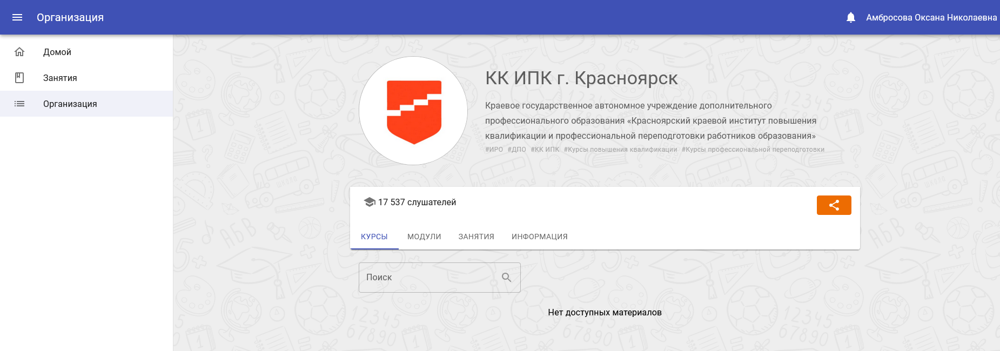 Организация
Амбросова Оксана Николаевна
Домой
Занятия
Организация
КК ИПК г. Красноярск
Краевое государственное автономное учреждение дополнительного
профессионального образования «Красноярский краевой институт повышения
квалификации и профессиональной переподготовки работников образования»
#ИРО #ДПО #КК ИПК #Курсы повышения квалификации #Курсы профессиональной переподготовки
17 537 слушателей
КУРСЫ МОДУЛИ ЗАНЯТИЯ ИНФОРМАЦИЯ
Поиск
Нет доступных материалов